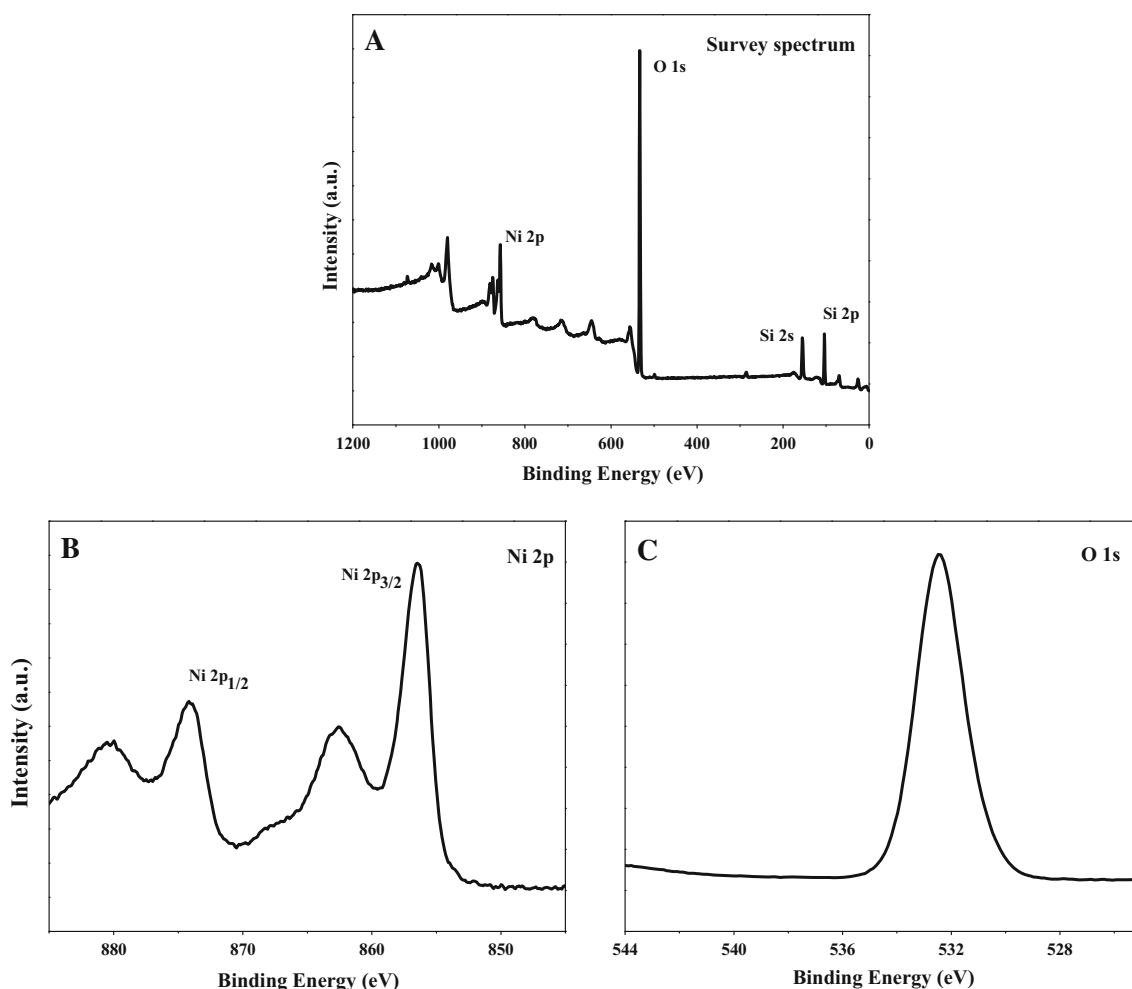 A
Survey spectrum
O 1s
Ni 2p
Si 2s
Si 2p
Intensity (a.u.)
1200 1000 800 600 400 200 0
Binding Energy (eV)
B
Ni 2p
Ni 2p3/2
Ni 2p1/2
Intensity (a.u.)
880 870 860 850
Binding Energy (eV)
C
O 1s
544 540 536 532 528
Binding Energy (eV)